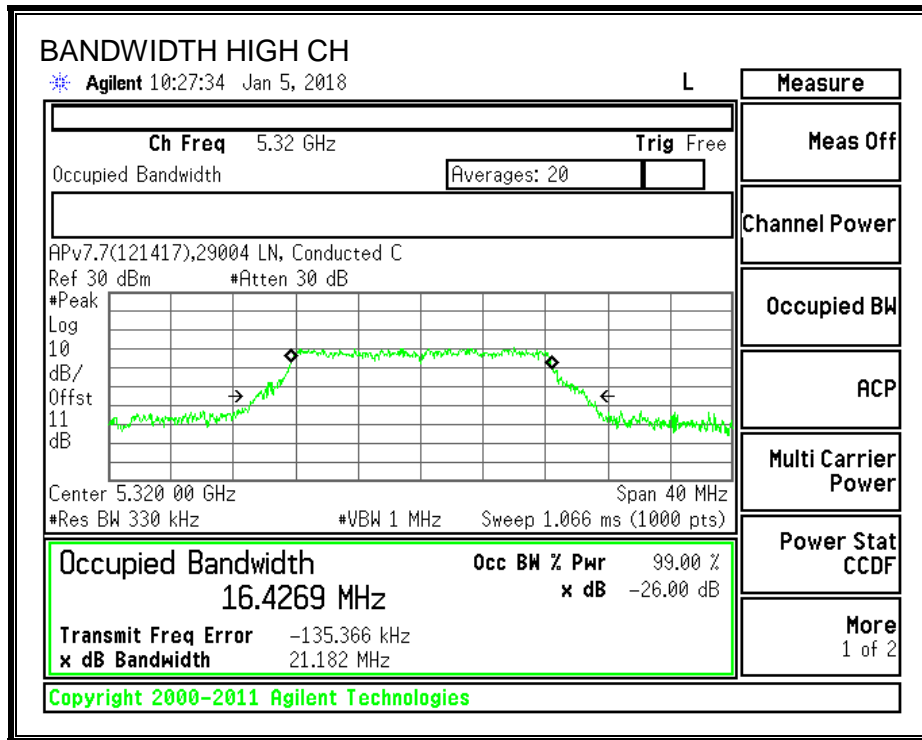 BANDWIDTH HIGH CH
Agilent 10:27:34 Jan 5, 2018 L
Measure
Ch Freq 5.32 GHz Trig Free
Meas Off
Occupied Bandwidth Averages: 20
Channel Power
APv7.7(121417),29004 LN, Conducted C
Ref 30 dBm #Atten 30 dB
#Peak
Log
10
dB/
Offst
11
dB
Occupied BW
ACP
Multi Carrier
Power
Center 5.320 00 GHz Span 40 MHz
#Res BW 330 kHz #VBW 1 MHz Sweep 1.066 ms (1000 pts)
Power Stat
CCDF
Occupied Bandwidth Occ BW % Pwr 99.00 %
16.4269 MHz x dB -26.00 dB
Transmit Freq Error -135.366 kHz
x dB Bandwidth 21.182 MHz
More
1 of 2
Copyright 2000-2011 Agilent Technologies